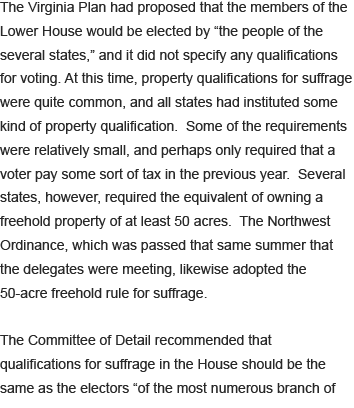 The Virginia Plan had proposed that the members of the
Lower House would be elected by “the people of the
several states,” and it did not specify any qualifications
for voting. At this time, property qualifications for suffrage
were quite common, and all states had instituted some
kind of property qualification.  Some of the requirements
were relatively small, and perhaps only required that a
voter pay some sort of tax in the previous year.  Several
states, however, required the equivalent of owning a
freehold property of at least 50 acres.  The Northwest
Ordinance, which was passed that same summer that
the delegates were meeting, likewise adopted the
50-acre freehold rule for suffrage.

The Committee of Detail recommended that
qualifications for suffrage in the House should be the
same as the electors “of the most numerous branch of